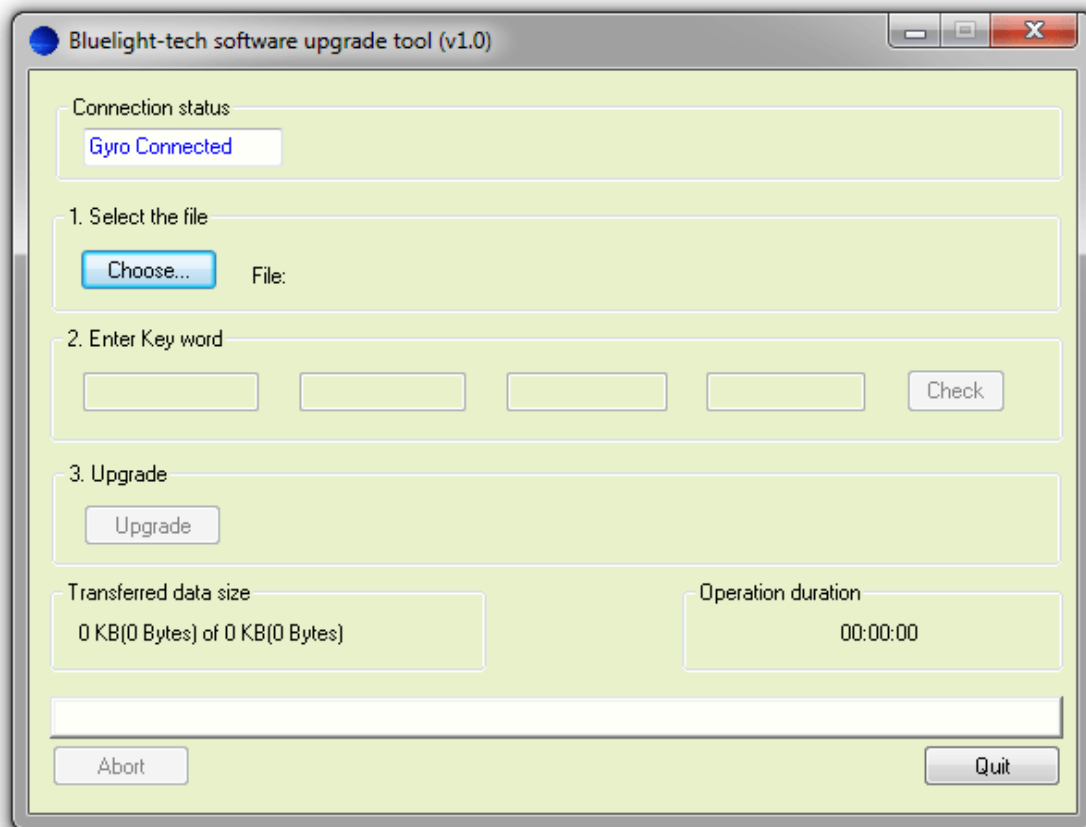 Bluelight-tech software upgrade tool (v1.0)
Connection status
Gyro Connected
1. Select the file
Choose...
File:
2. Enter Key word
Check
3. Upgrade
Upgrade
Transferred data size
Operation duration
0 KB(0 Bytes) of 0 KB(0 Bytes)
00:00:00
Abort
Quit